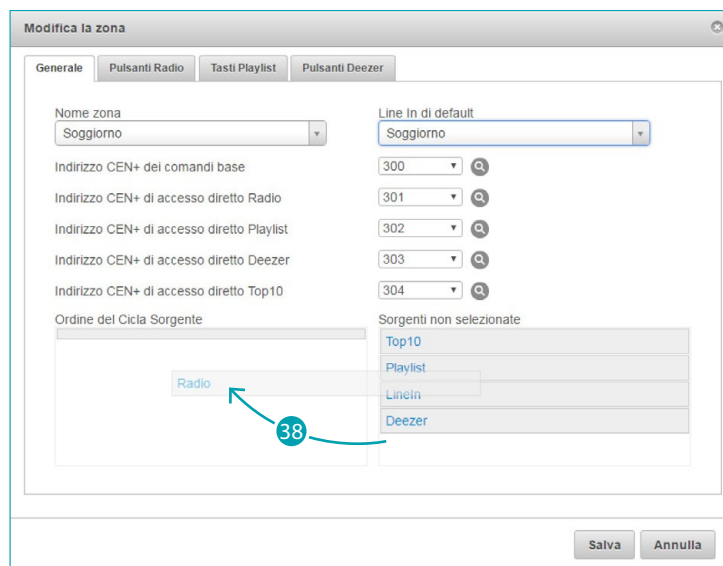 Modifica la zona
Generale
Pulsanti Radio
Tasti Playlist
Pulsanti Deezer
Nome zona
Line In di default
Soggiorno
Soggiorno
Indirizzo CEN+ dei comandi base
300
Indirizzo CEN+ di accesso diretto Radio
301
Indirizzo CEN+ di accesso diretto Playlist
302
Indirizzo CEN+ di accesso diretto Deezer
303
Indirizzo CEN+ di accesso diretto Top10
304
Ordine del Cicla Sorgente
Sorgenti non selezionate
Top10
Playlist
Radio
LineIn
Deezer
38
Salva
Annulla